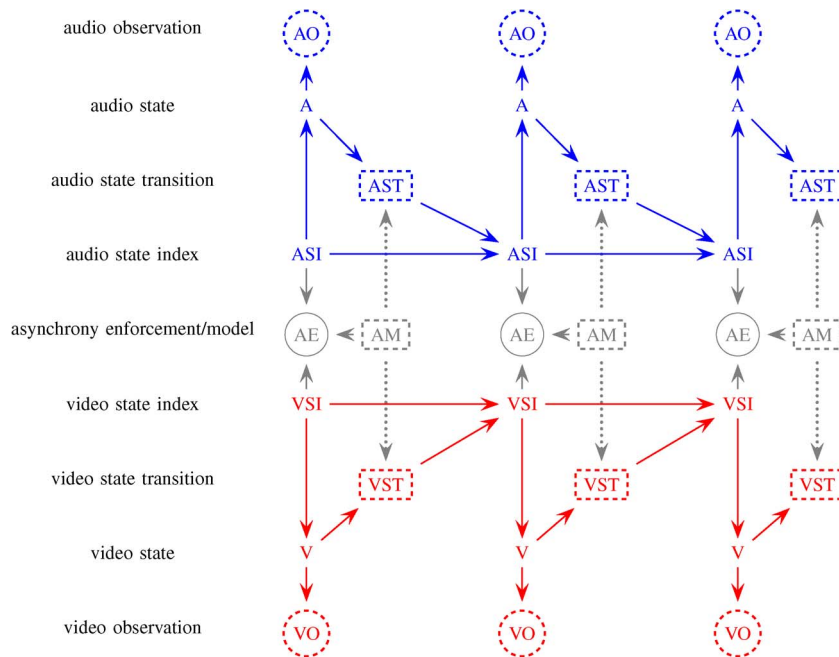 audio observation AO AO AO
audio state A A A
audio state transition AST AST AST
audio state index ASI ASI ASI
asynchrony enforcement/model AE AM AE AM AE AM
video state index VSI VSI VSI
video state transition VST VST VST
video state V V V
video observation VO VO VO